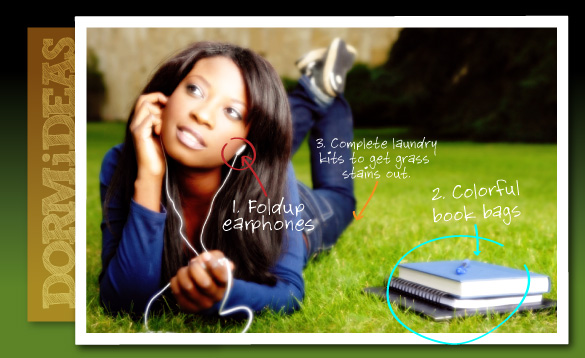 DORMiDEAS
3. Complete laundry
kits to get grass
stains out.
1. Foldup
earphones
2. Colorful
book bags